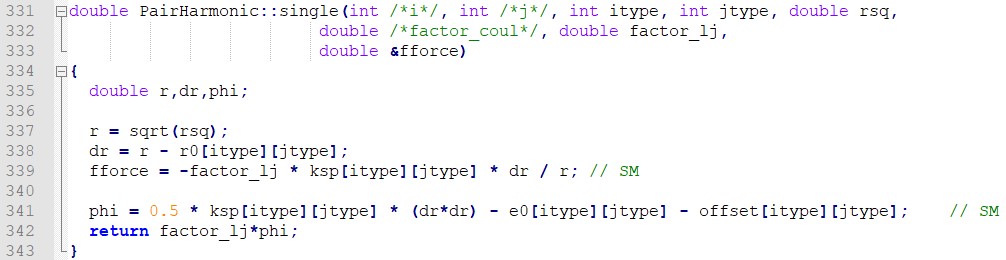 331 double PairHarmonic::single(int /*i*/, int /*j*/, int itype, int jtype, double rsq,
332                          double /*factor_coul*/, double factor_lj,
333                          double &fforce)
334 {
335   double r,dr,phi;
336
337   r = sqrt(rsq);
338   dr = r - r0[itype][jtype];
339   fforce = -factor_lj * ksp[itype][jtype] * dr / r; // SM
340
341   phi = 0.5 * ksp[itype][jtype] * (dr*dr) - e0[itype][jtype] - offset[itype][jtype];    // SM
342   return factor_lj*phi;
343 }